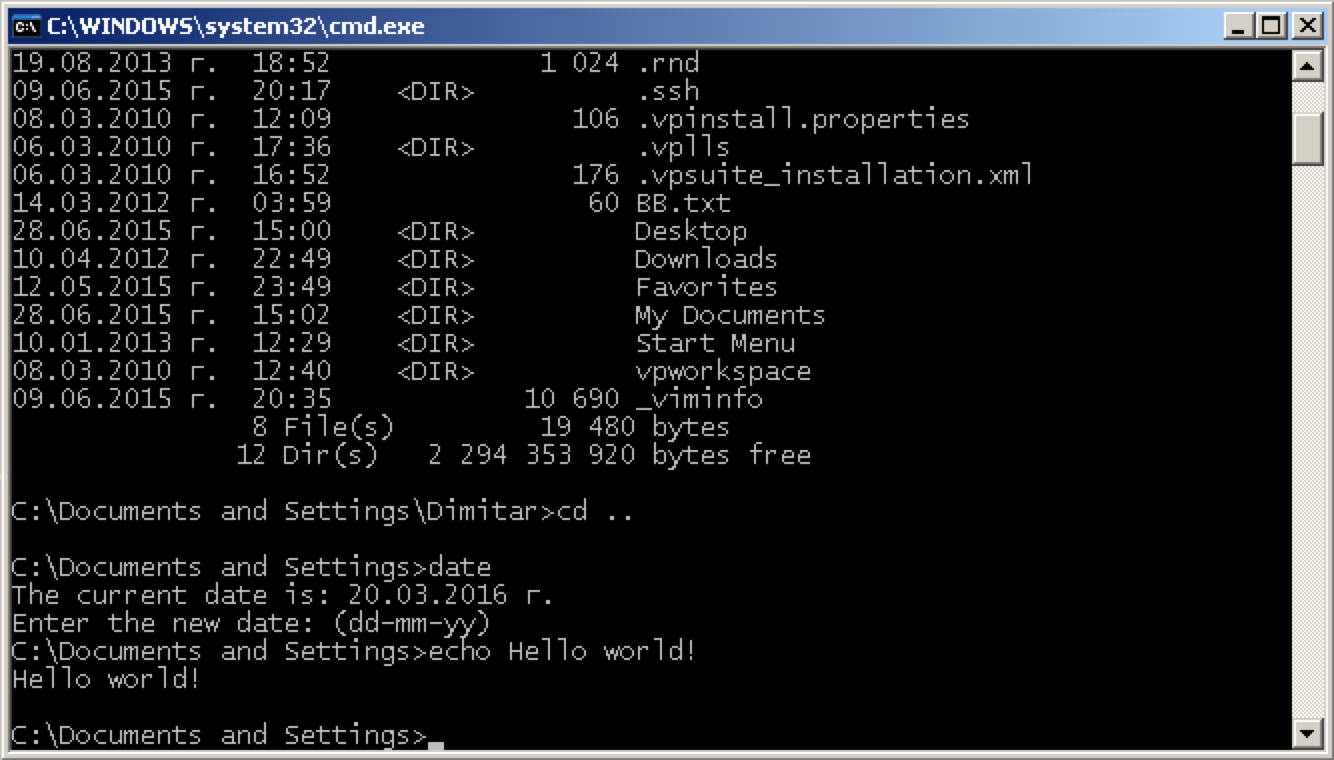 C:\WINDOWS\system32\cmd.exe
19.08.2013 г.  18:52             1 024 .rnd
09.06.2015 г.  20:17    <DIR>          .ssh
08.03.2010 г.  12:09               106 .vpinstall.properties
06.03.2010 г.  17:36    <DIR>          .vplls
06.03.2010 г.  16:52               176 .vpsuite_installation.xml
14.03.2012 г.  03:59                60 BB.txt
28.06.2015 г.  15:00    <DIR>          Desktop
10.04.2012 г.  22:49    <DIR>          Downloads
12.05.2015 г.  23:49    <DIR>          Favorites
28.06.2015 г.  15:02    <DIR>          My Documents
10.01.2013 г.  12:29    <DIR>          Start Menu
08.03.2010 г.  12:40    <DIR>          vpworkspace
09.06.2015 г.  20:35            10 690 _viminfo
               8 File(s)         19 480 bytes
              12 Dir(s)   2 294 353 920 bytes free
C:\Documents and Settings\Dimitar>cd ..
C:\Documents and Settings>date
The current date is: 20.03.2016 г.
Enter the new date: (dd-mm-yy)
C:\Documents and Settings>echo Hello world!
Hello world!
C:\Documents and Settings>_